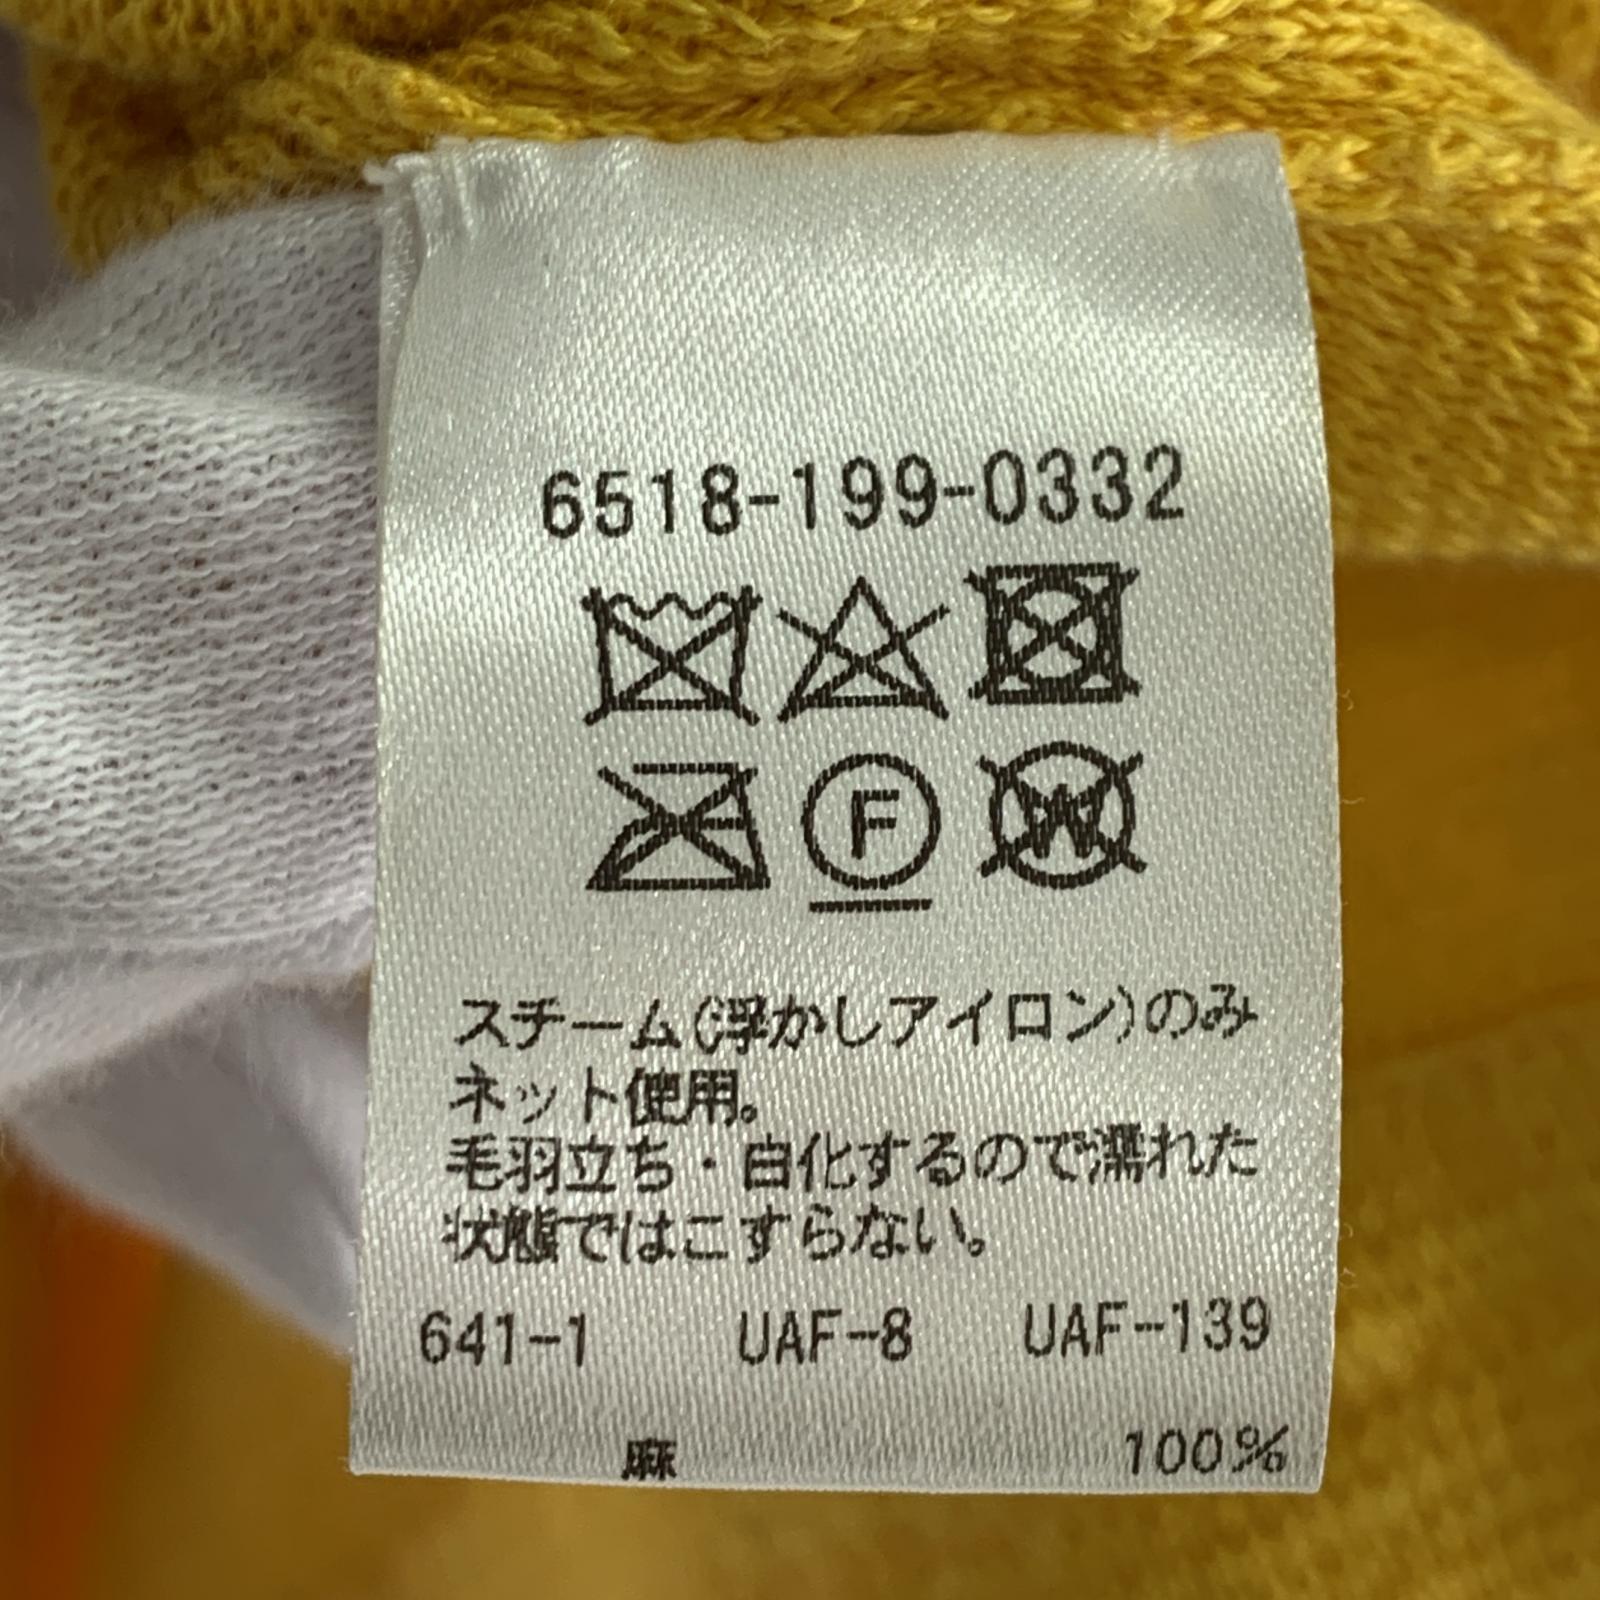 6518-199-0332
F W
スチーム(浮かしアイロン)のみ
ネット使用。
毛羽立ち・白化するので濡れた
状態ではこすらない。
641-1 UAF-8 UAF-139
麻 100%